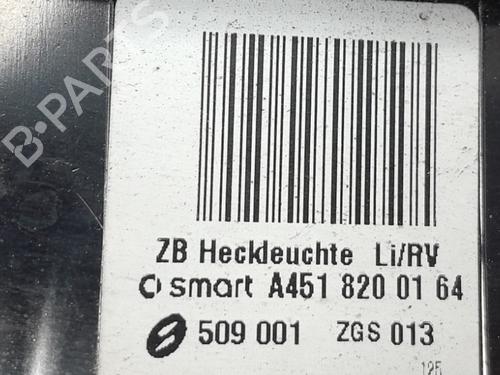 B-PARTS
ZB Heckleuchte Li/RV
smart A451 820 01 64
509 001 ZGS 013
125